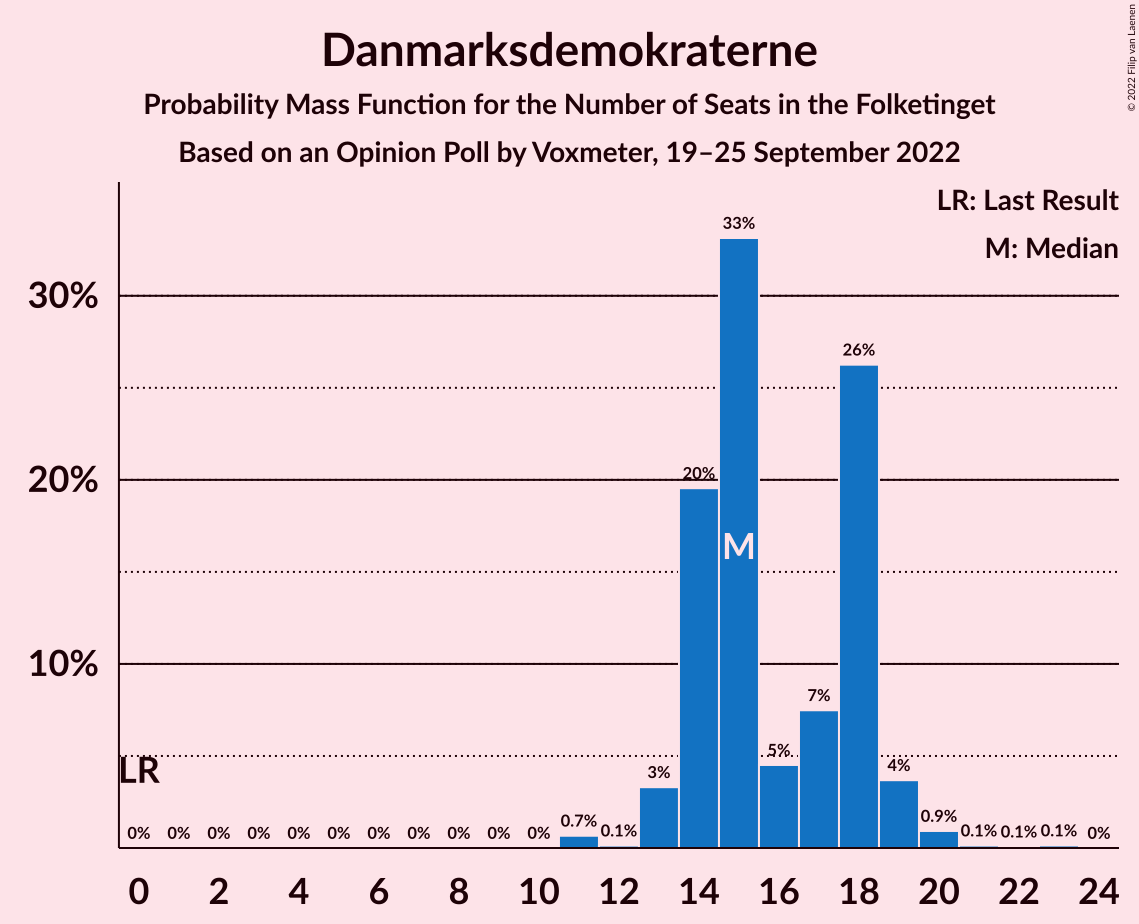 Danmarksdemokraterne
Probability Mass Function for the Number of Seats in the Folketinget
Based on an Opinion Poll by Voxmeter, 19–25 September 2022
© 2022 Filip van Laenen
LR: Last Result
M: Median
33%
30%
26%
20%
20%
M
10%
7%
5%
4%
LR
3%
0% 0% 0% 0% 0% 0% 0% 0% 0% 0% 0% 0.7% 0.1% 0.9% 0.1% 0.1% 0.1% 0%
0 2 4 6 8 10 12 14 16 18 20 22 24